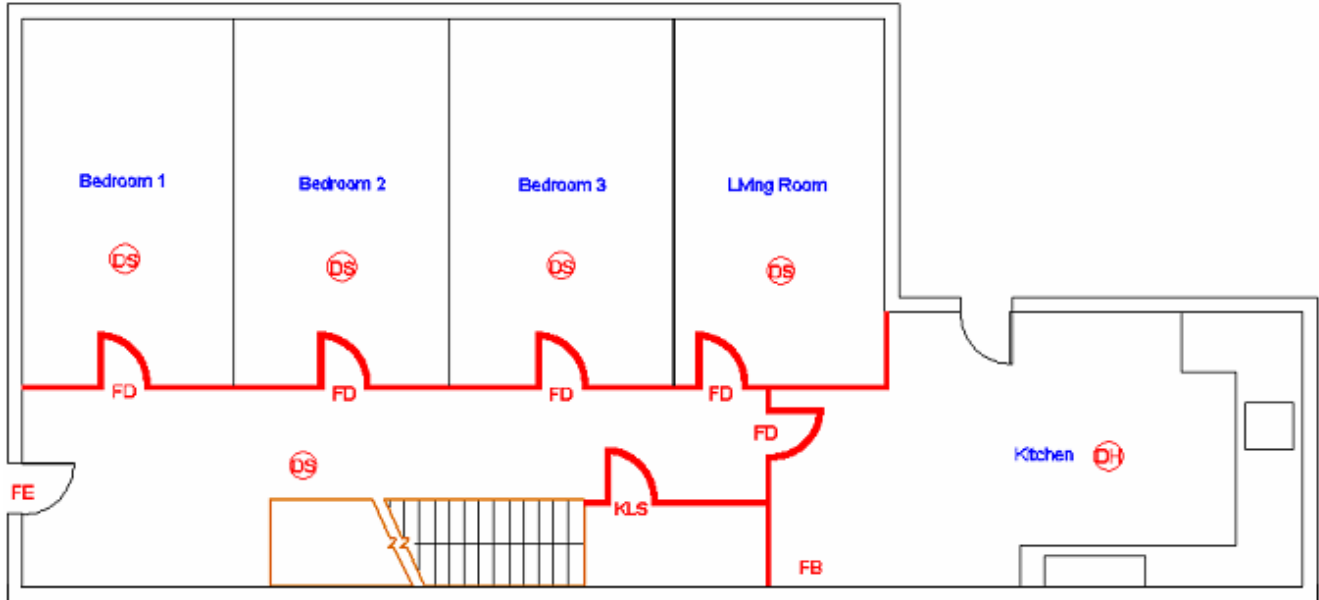 Bedroom 1
Bedroom 2
Bedroom 3
Living Room
DS
DS
DS
DS
FD
FD
FD
FD
FD
DS
Kitchen
DH
FE
KLS
FB